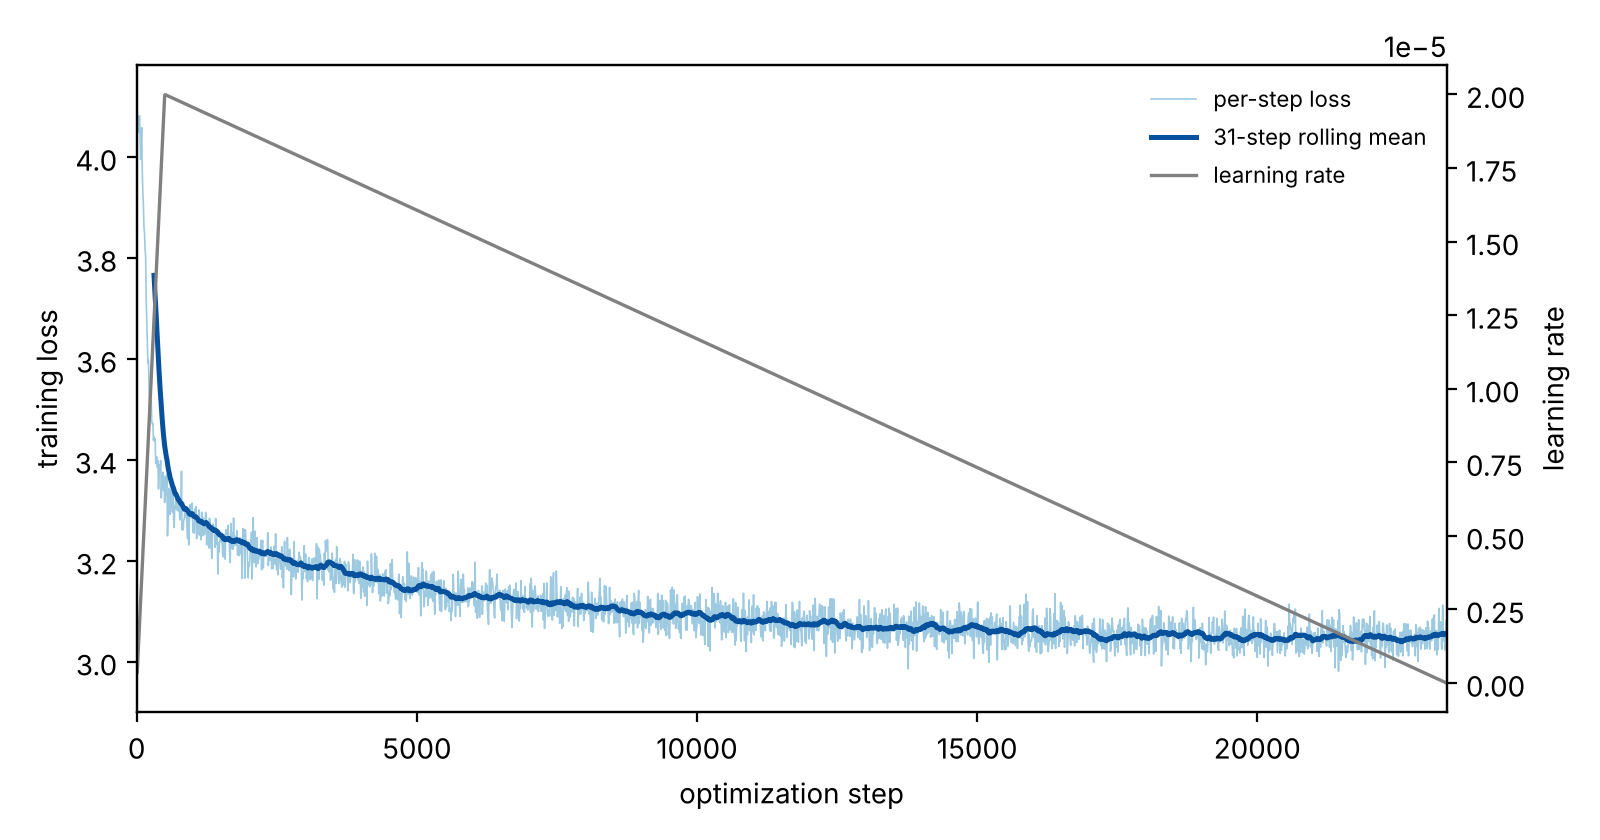 1e−5
per-step loss
31-step rolling mean
learning rate
4.0
3.8
3.6
3.4
3.2
3.0
training loss
2.00
1.75
1.50
1.25
1.00
0.75
0.50
0.25
0.00
learning rate
0 5000 10000 15000 20000
optimization step